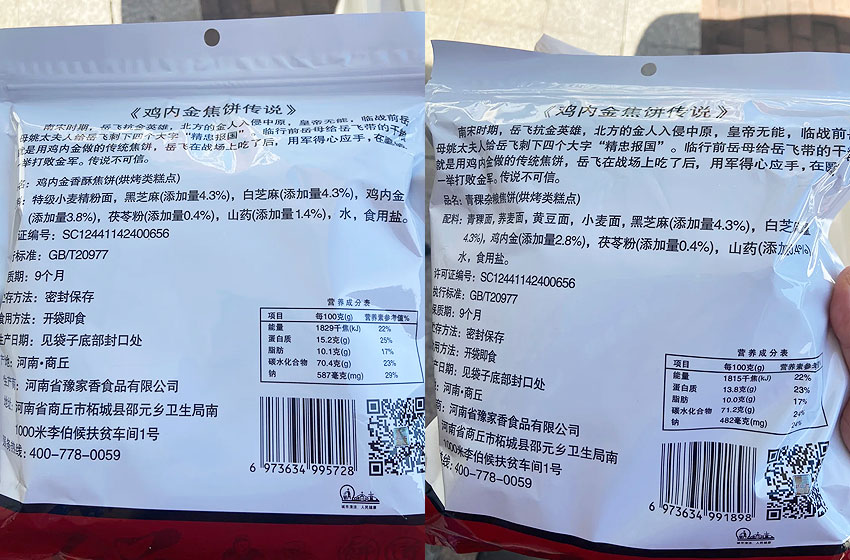 《鸡内金焦饼传说》
南宋时期，岳飞抗金英雄，北方的金人入侵中原，皇帝无能，临战前岳
母姚太夫人给岳飞刺下四个大字“精忠报国”。临行前岳母给岳飞带的干
就是用鸡内金做的传统焦饼，岳飞在战场上吃了后，用军得心应手，在
一举打败金军。传说不可信。
名：鸡内金香酥焦饼(烘烤类糕点)
：特级小麦精粉面，黑芝麻(添加量4.3%)，白芝麻(添加量4.3%)，鸡内金
(添加量3.8%)，茯苓粉(添加量0.4%)，山药(添加量1.4%)，水，食用盐。
证编号：SC12441142400656
标准：GB/T20977
质期：9个月
贮存方法：密封保存
食用方法：开袋即食
生产日期：见袋子底部封口处
产地：河南·商丘
生产商：河南省豫家香食品有限公司
地址：河南省商丘市柘城县邵元乡卫生局南
1000米李伯候扶贫车间1号
服务热线：400-778-0059
营养成分表
项目 每100克(g) 营养素参考值%
能量 1829千焦(kJ) 22%
蛋白质 15.2克(g) 25%
脂肪 10.1克(g) 17%
碳水化合物 70.4克(g) 23%
钠 587毫克(mg) 29%
6 973634 995728
城市清洁 人民健康
《鸡内金焦饼传说》
南宋时期，岳飞抗金英雄，北方的金人入侵中原，皇帝无能，临战前岳
母姚太夫人给岳飞刺下四个大字“精忠报国”。临行前岳母给岳飞带的干
就是用鸡内金做的传统焦饼，岳飞在战场上吃了后，用军得心应手，在
一举打败金军。传说不可信。
品名：青稞杂粮焦饼(烘烤类糕点)
配料：青稞面，荞麦面，黄豆面，小麦面，黑芝麻(添加量4.3%)，白芝麻
4.3%)，鸡内金(添加量2.8%)，茯苓粉(添加量0.4%)，山药(添
水，食用盐。
许可证编号：SC12441142400656
执行标准：GB/T20977
保质期：9个月
贮存方法：密封保存
用方法：开袋即食
日期：见袋子底部封口处
：河南·商丘
商：河南省豫家香食品有限公司
：河南省商丘市柘城县邵元乡卫生局南
1000米李伯候扶贫车间1号
热线：400-778-0059
营养成分表
项目 每100克(g) 营养素参考
能量 1815千焦(kJ) 22%
蛋白质 13.8克(g) 23%
脂肪 10.0克(g) 17%
碳水化合物 71.2克(g) 24%
钠 482毫克(mg) 24%
6 973634 991898